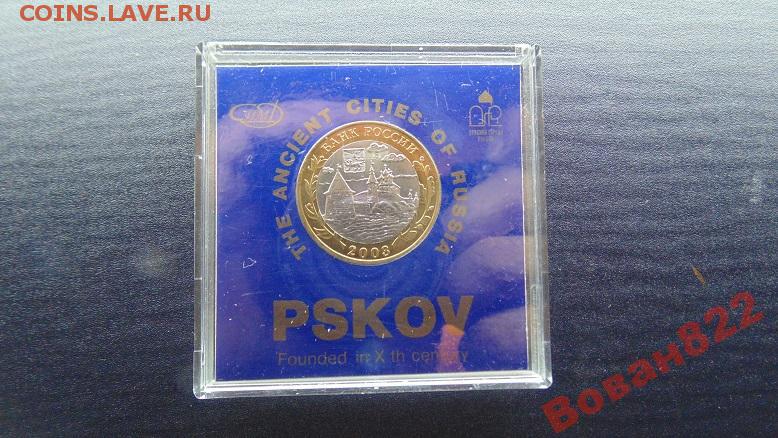 COINS.LAVE.RU
THE ANCIENT CITIES OF RUSSIA
БАНК РОССИИ
2003
PSKOV
Founded in X th century
Вован822